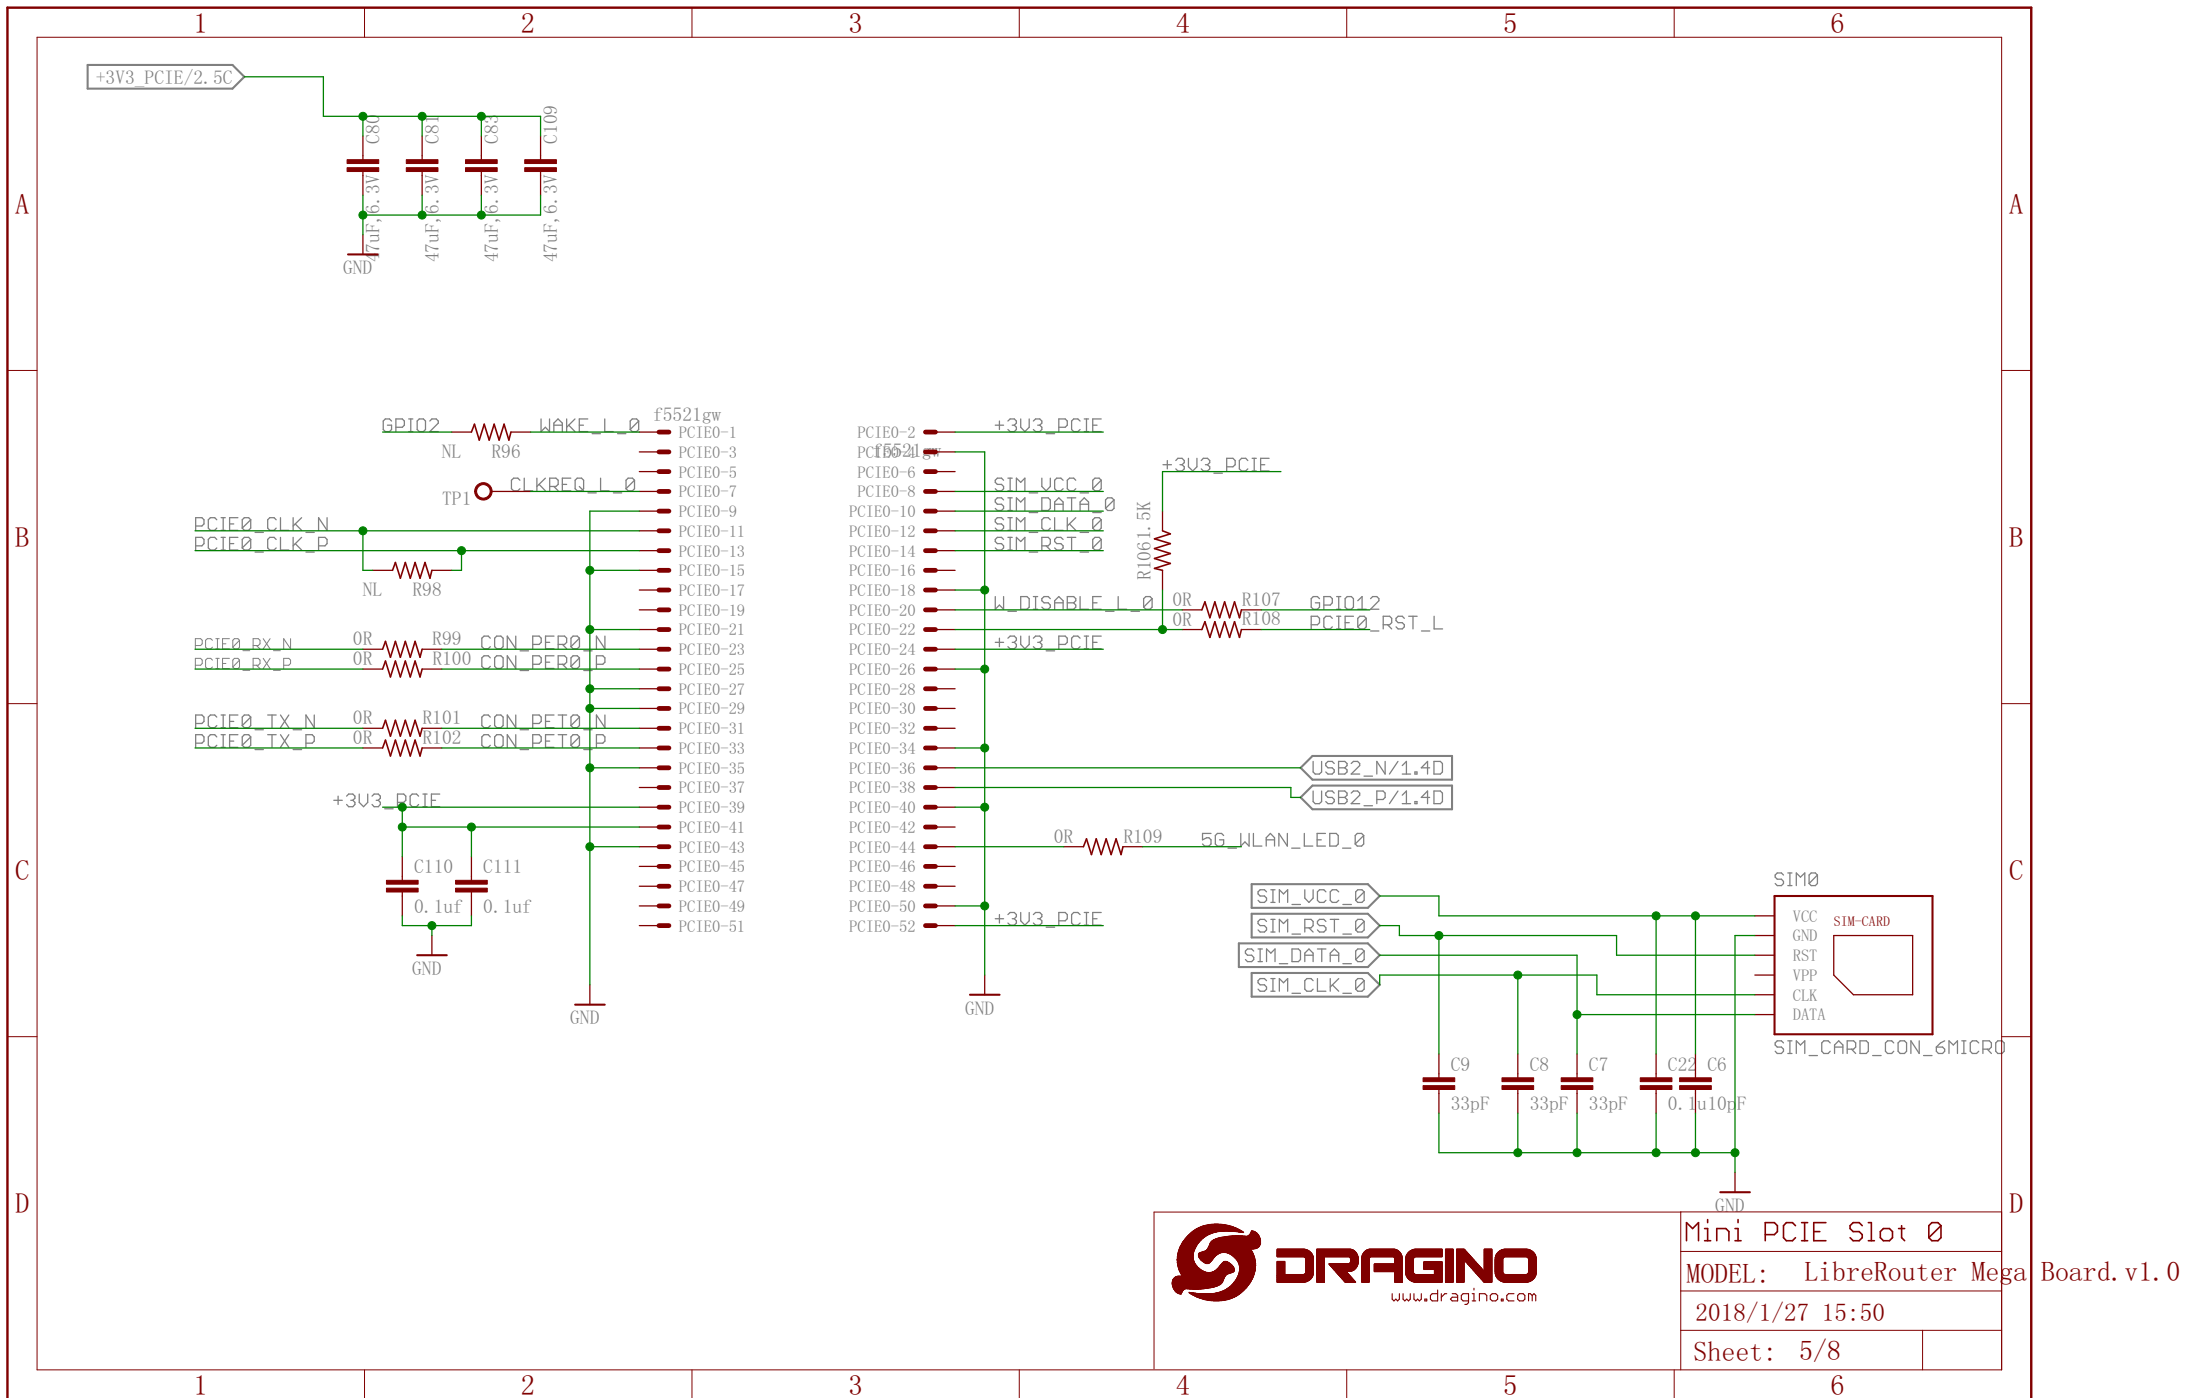 1 2 3 4 5 6
+3V3_PCIE/2.5C
C80 C81 C83 C109
47uF,6.3V 47uF,6.3V 47uF,6.3V 47uF,6.3V
GND
A A
B B
C C
D D
f5521gw
GPIO2 WAKE_L_0
NL R96
CLKREQ_L_0
TP1
PCIE0_CLK_N
PCIE0_CLK_P
NL R98
PCIE0_RX_N 0R R99 CON_PER0_N
PCIE0_RX_P 0R R100 CON_PER0_P
PCIE0_TX_N 0R R101 CON_PET0_N
PCIE0_TX_P 0R R102 CON_PET0_P
+3V3_PCIE
C110 C111
0.1uf 0.1uf
GND
PCIE0-1
PCIE0-3
PCIE0-5
PCIE0-7
PCIE0-9
PCIE0-11
PCIE0-13
PCIE0-15
PCIE0-17
PCIE0-19
PCIE0-21
PCIE0-23
PCIE0-25
PCIE0-27
PCIE0-29
PCIE0-31
PCIE0-33
PCIE0-35
PCIE0-37
PCIE0-39
PCIE0-41
PCIE0-43
PCIE0-45
PCIE0-47
PCIE0-49
PCIE0-51
GND
PCIE0-2 +3V3_PCIE
PCIE0-4 f5521gw
PCIE0-6
PCIE0-8 SIM_VCC_0
PCIE0-10 SIM_DATA_0
PCIE0-12 SIM_CLK_0
PCIE0-14 SIM_RST_0
PCIE0-16
PCIE0-18
PCIE0-20 W_DISABLE_L_0 0R R107 GPIO12
PCIE0-22 0R R108 PCIE0_RST_L
PCIE0-24 +3V3_PCIE
PCIE0-26
PCIE0-28
PCIE0-30
PCIE0-32
PCIE0-34
PCIE0-36 USB2_N/1.4D
PCIE0-38 USB2_P/1.4D
PCIE0-40
PCIE0-42
PCIE0-44 0R R109 5G_WLAN_LED_0
PCIE0-46
PCIE0-48
PCIE0-50
PCIE0-52 +3V3_PCIE
GND
+3V3_PCIE
R106 1.5K
SIM_VCC_0
SIM_RST_0
SIM_DATA_0
SIM_CLK_0
SIM0
VCC
GND
RST
VPP
CLK
DATA
SIM-CARD
SIM_CARD_CON_6MICRO
C9 C8 C7 C22 C6
33pF 33pF 33pF 0.1u 10pF
GND
DRAGINO
www.dragino.com
Mini PCIE Slot 0
MODEL: LibreRouter Mega Board.v1.0
2018/1/27 15:50
Sheet: 5/8
1 2 3 4 5 6